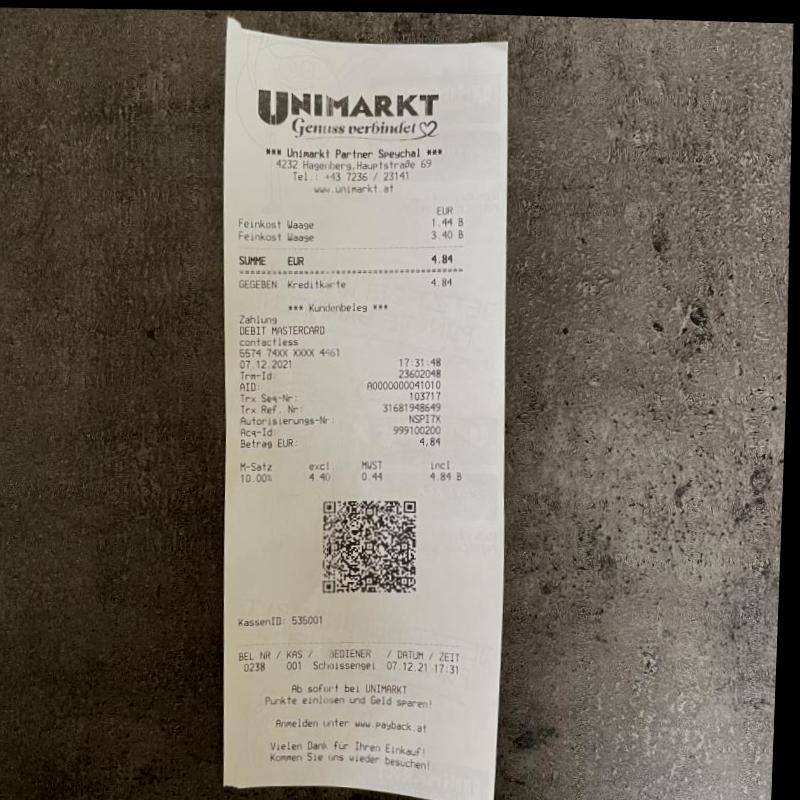 UNIMARKT
Genuss verbindet
*** Unimarkt Partner Speychal ***
4232 Hagenberg,Hauptstraße 69
Tel.: +43 7236 / 23141
www.unimarkt.at
EUR
Feinkost Waage 1.44 B
Feinkost Waage 3.40 B
SUMME EUR 4.84
GEGEBEN Kreditkarte 4.84
*** Kundenbeleg ***
Zahlung
DEBIT MASTERCARD
contactless
5574 74XX XXXX 4461
07.12.2021 17:31:48
Trm-Id: 23602048
AID: A0000000041010
Trx Seq-Nr: 103717
Trx Ref. Nr: 31681948649
Autorisierungs-Nr: NSPI7X
Acq-Id: 999100200
Betrag EUR: 4,84
M-Satz excl. MWST incl.
10.00% 4.40 0.44 4.84 B
KassenID: 535001
BEL NR / KAS / BEDIENER / DATUM / ZEIT
0238 001 Schoissengei 07.12.21 17:31
Ab sofort bei UNIMARKT
Punkte einlösen und Geld sparen!
Anmelden unter www.payback.at
Vielen Dank für Ihren Einkauf!
Kommen Sie uns wieder besuchen!